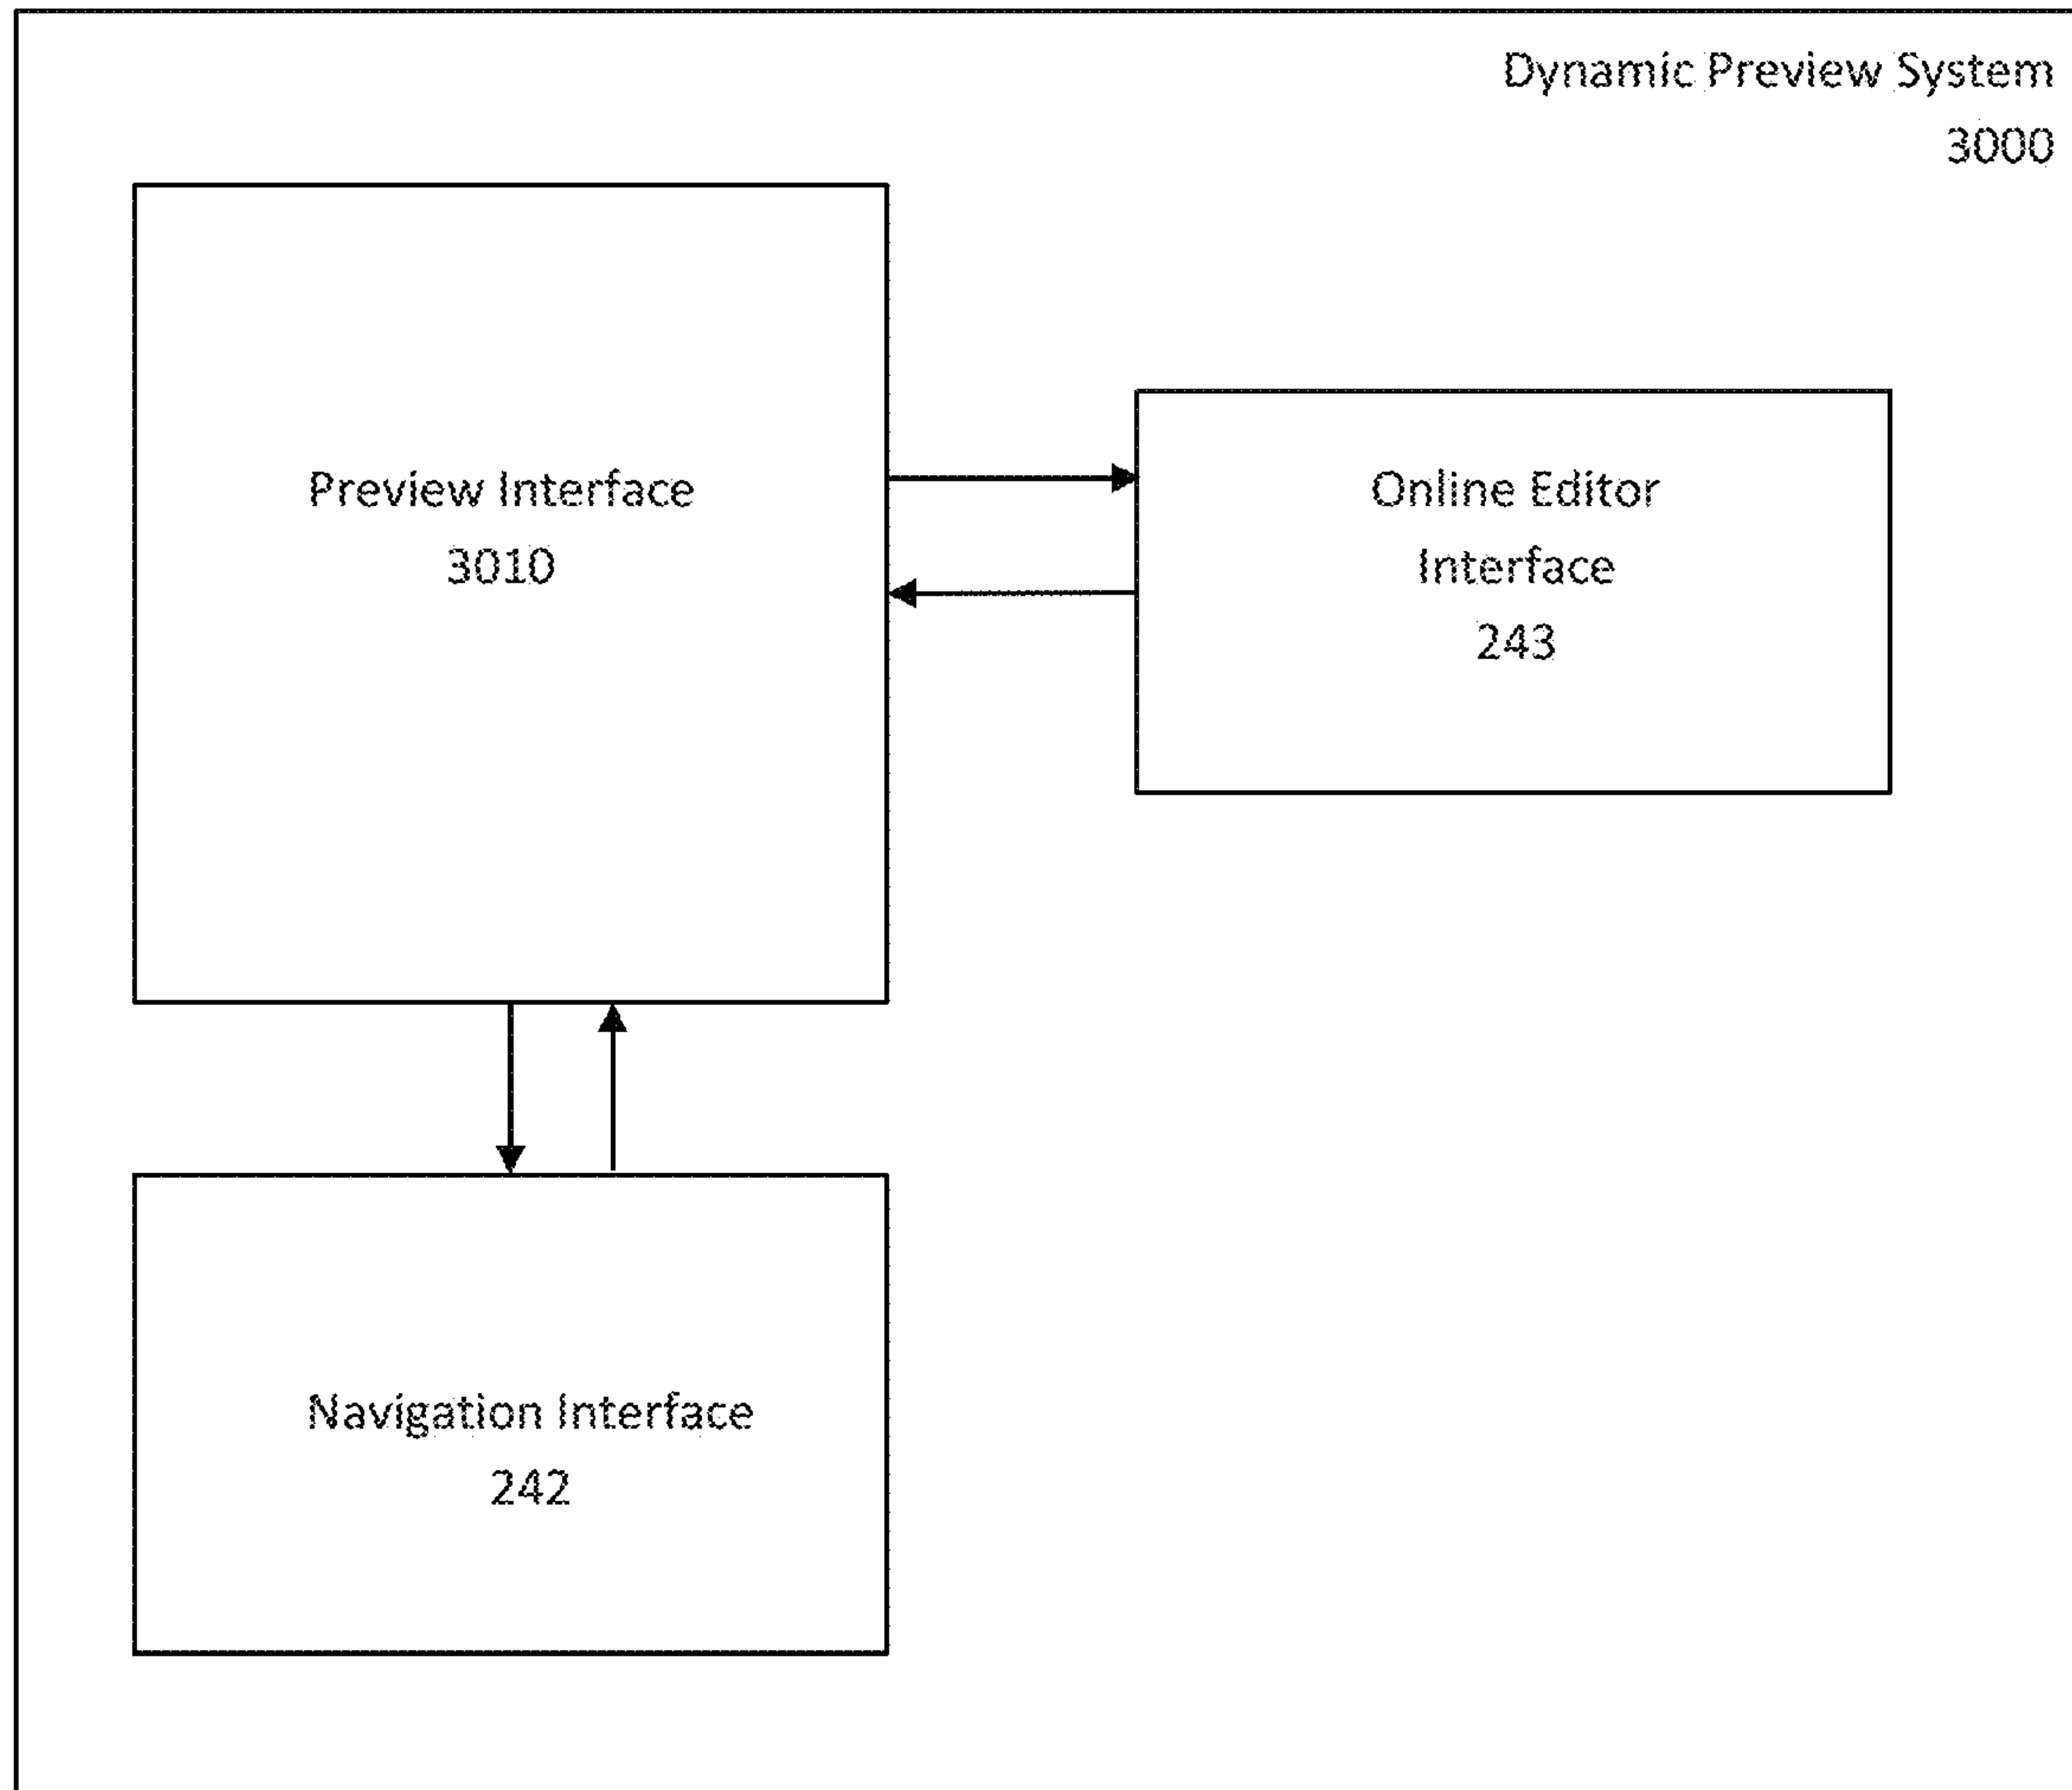 Dynamic Preview System
3000
Preview Interface
3010
Online Editor
Interface
243
Navigation Interface
242